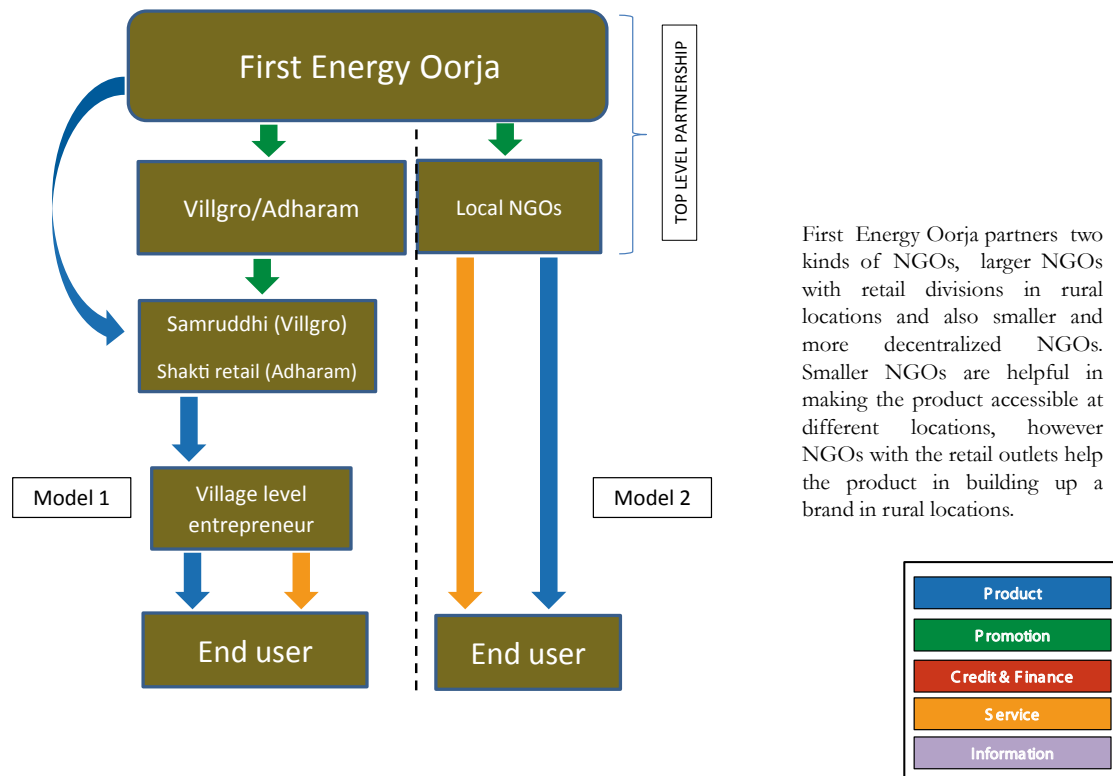 First Energy Oorja
TOP LEVEL PARTNERSHIP
Villgro/Adharam
Local NGOs
Samruddhi (Villgro)
Shakti retail (Adharam)
Model 1
Village level
entrepreneur
Model 2
End user
End user
First Energy Oorja partners two
kinds of NGOs, larger NGOs
with retail divisions in rural
locations and also smaller and
more decentralized NGOs.
Smaller NGOs are helpful in
making the product accessible at
different locations, however
NGOs with the retail outlets help
the product in building up a
brand in rural locations.
Product
Promotion
Credit & Finance
Service
Information